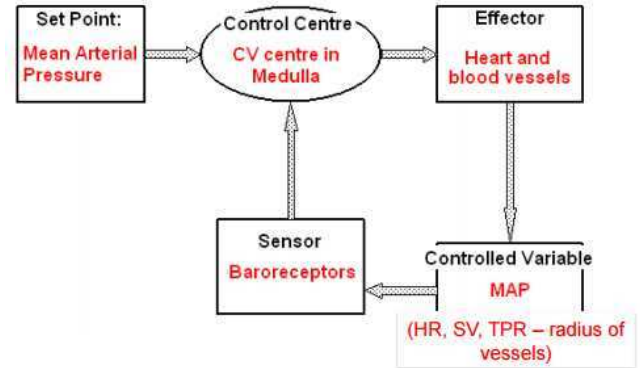 Set Point:
Mean Arterial
Pressure
Control Centre
CV centre in
Medulla
Effector
Heart and
blood vessels
Sensor
Baroreceptors
Controlled Variable
MAP
(HR, SV, TPR – radius of
vessels)